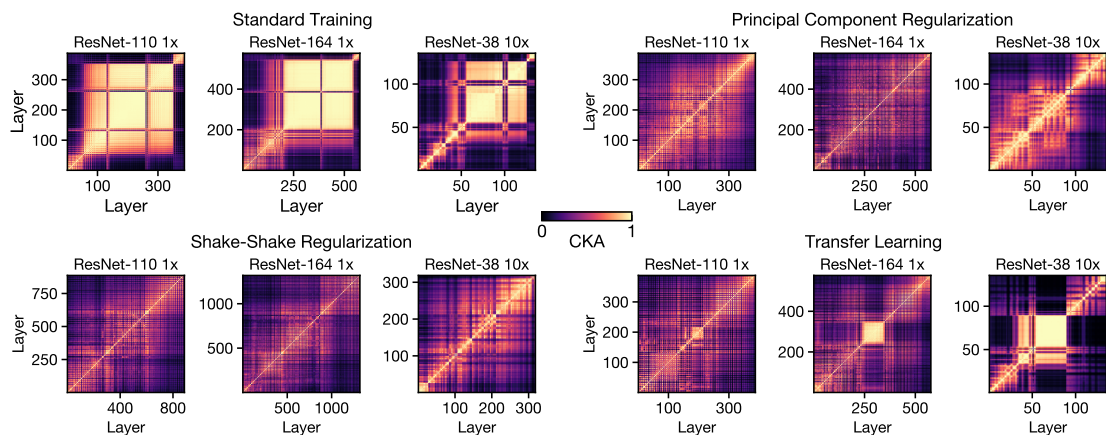 Standard Training
ResNet-110 1x
ResNet-164 1x
ResNet-38 10x
Layer
300
200
100
100
300
Layer
400
200
250
500
Layer
100
50
50
100
Layer
Principal Component Regularization
ResNet-110 1x
ResNet-164 1x
ResNet-38 10x
Layer
300
200
100
100
300
Layer
400
200
250
500
Layer
100
50
50
100
Layer
0
1
CKA
Shake-Shake Regularization
ResNet-110 1x
ResNet-164 1x
ResNet-38 10x
Layer
750
500
250
400
800
Layer
1000
500
500
1000
Layer
300
200
100
100
200
300
Layer
Transfer Learning
ResNet-110 1x
ResNet-164 1x
ResNet-38 10x
Layer
300
200
100
100
300
Layer
400
200
250
500
Layer
100
50
50
100
Layer